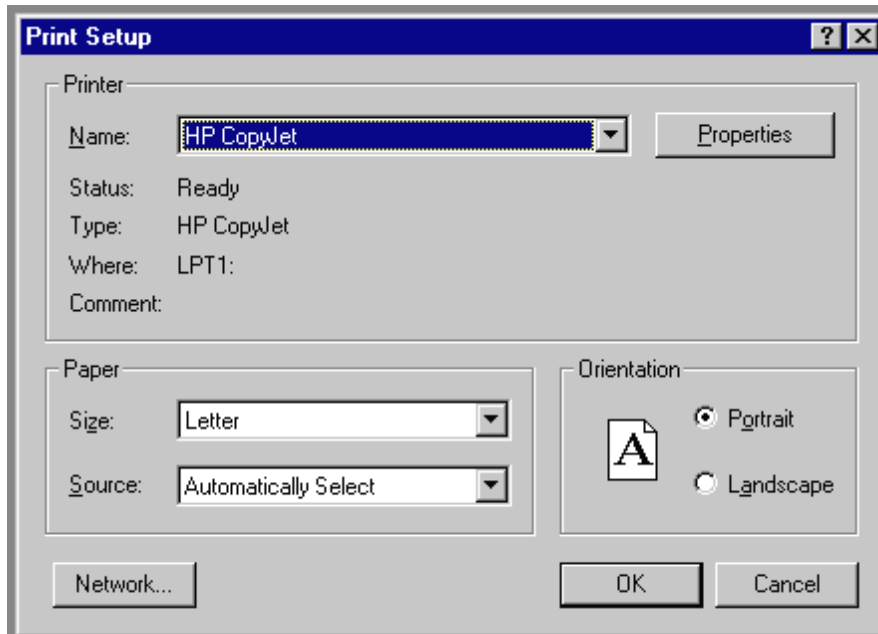 Print Setup
Printer
Name: HP CopyJet Properties
Status: Ready
Type: HP CopyJet
Where: LPT1:
Comment:
Paper
Size: Letter
Source: Automatically Select
Orientation
A
Portrait
Landscape
Network... OK Cancel